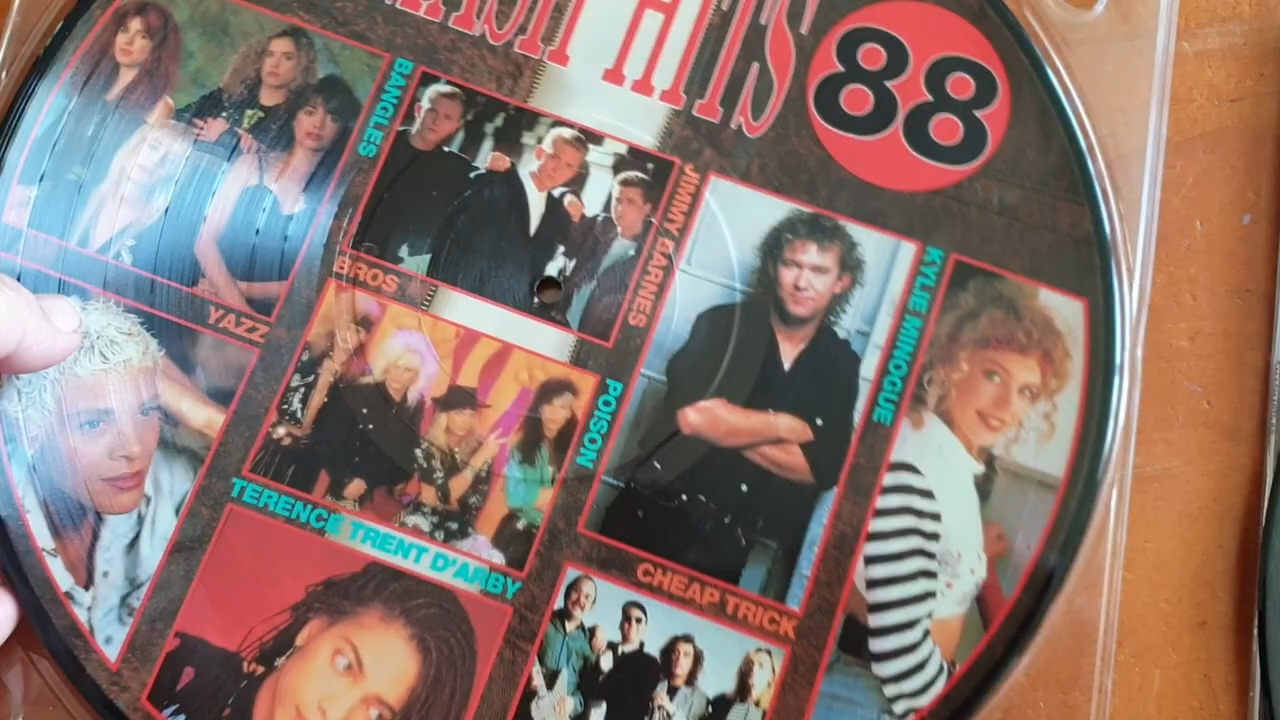 HITS
88
BANGLES
JIMMY BARNES
KYLIE MINOGUE
BROS
YAZZ
POISON
TERENCE TRENT D'ARBY
CHEAP TRICK